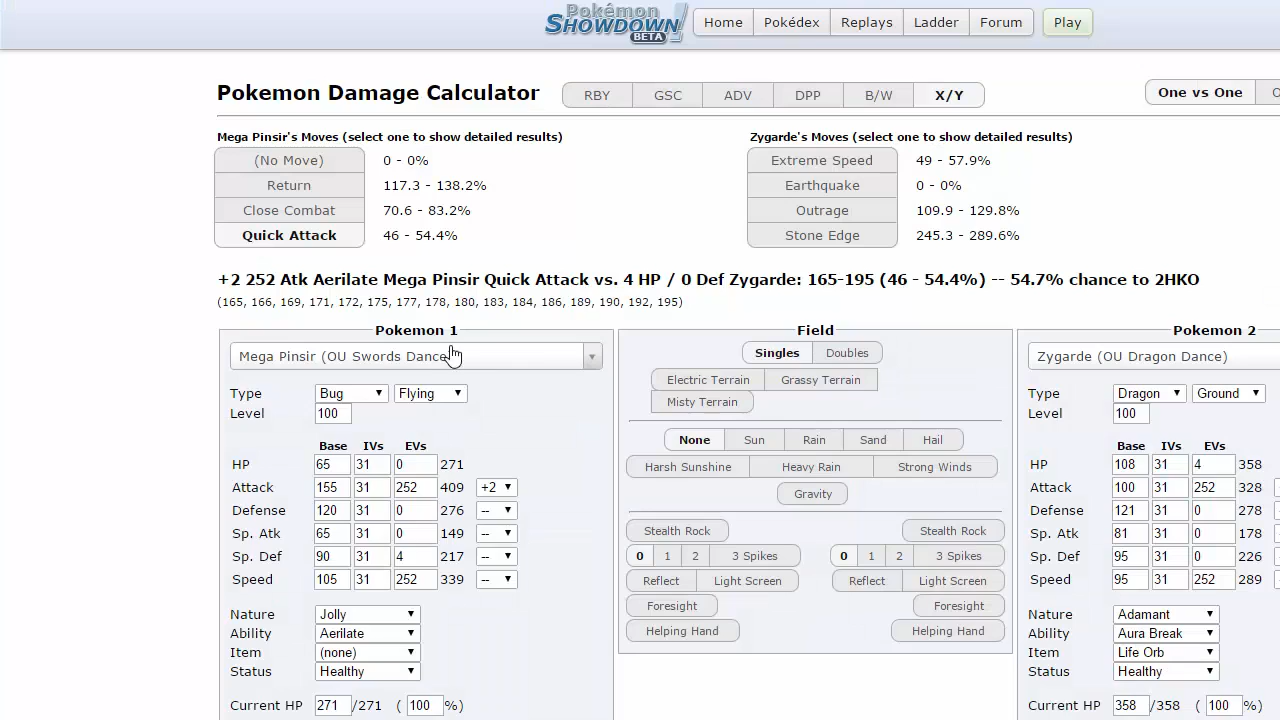 Pokémon SHOWDOWN! BETA
Home Pokédex Replays Ladder Forum Play
Pokemon Damage Calculator RBY GSC ADV DPP B/W X/Y One vs One
Mega Pinsir's Moves (select one to show detailed results) Zygarde's Moves (select one to show detailed results)
(No Move) 0 - 0% Extreme Speed 49 - 57.9%
Return 117.3 - 138.2% Earthquake 0 - 0%
Close Combat 70.6 - 83.2% Outrage 109.9 - 129.8%
Quick Attack 46 - 54.4% Stone Edge 245.3 - 289.6%
+2 252 Atk Aerilate Mega Pinsir Quick Attack vs. 4 HP / 0 Def Zygarde: 165-195 (46 - 54.4%) -- 54.7% chance to 2HKO
(165, 166, 169, 171, 172, 175, 177, 178, 180, 183, 184, 186, 189, 190, 192, 195)
Pokemon 1
Mega Pinsir (OU Swords Dance
Type Bug Flying
Level 100
Base IVs EVs
HP 65 31 0 271
Attack 155 31 252 409 +2
Defense 120 31 0 276 --
Sp. Atk 65 31 0 149 --
Sp. Def 90 31 4 217 --
Speed 105 31 252 339 --
Nature Jolly
Ability Aerilate
Item (none)
Status Healthy
Current HP 271 /271 ( 100 %)
Field
Singles Doubles
Electric Terrain Grassy Terrain
Misty Terrain
None Sun Rain Sand Hail
Harsh Sunshine Heavy Rain Strong Winds
Gravity
Stealth Rock Stealth Rock
0 1 2 3 Spikes 0 1 2 3 Spikes
Reflect Light Screen Reflect Light Screen
Foresight Foresight
Helping Hand Helping Hand
Pokemon 2
Zygarde (OU Dragon Dance)
Type Dragon Ground
Level 100
Base IVs EVs
HP 108 31 4 358
Attack 100 31 252 328
Defense 121 31 0 278
Sp. Atk 81 31 0 178
Sp. Def 95 31 0 226
Speed 95 31 252 289
Nature Adamant
Ability Aura Break
Item Life Orb
Status Healthy
Current HP 358 /358 ( 100 %)